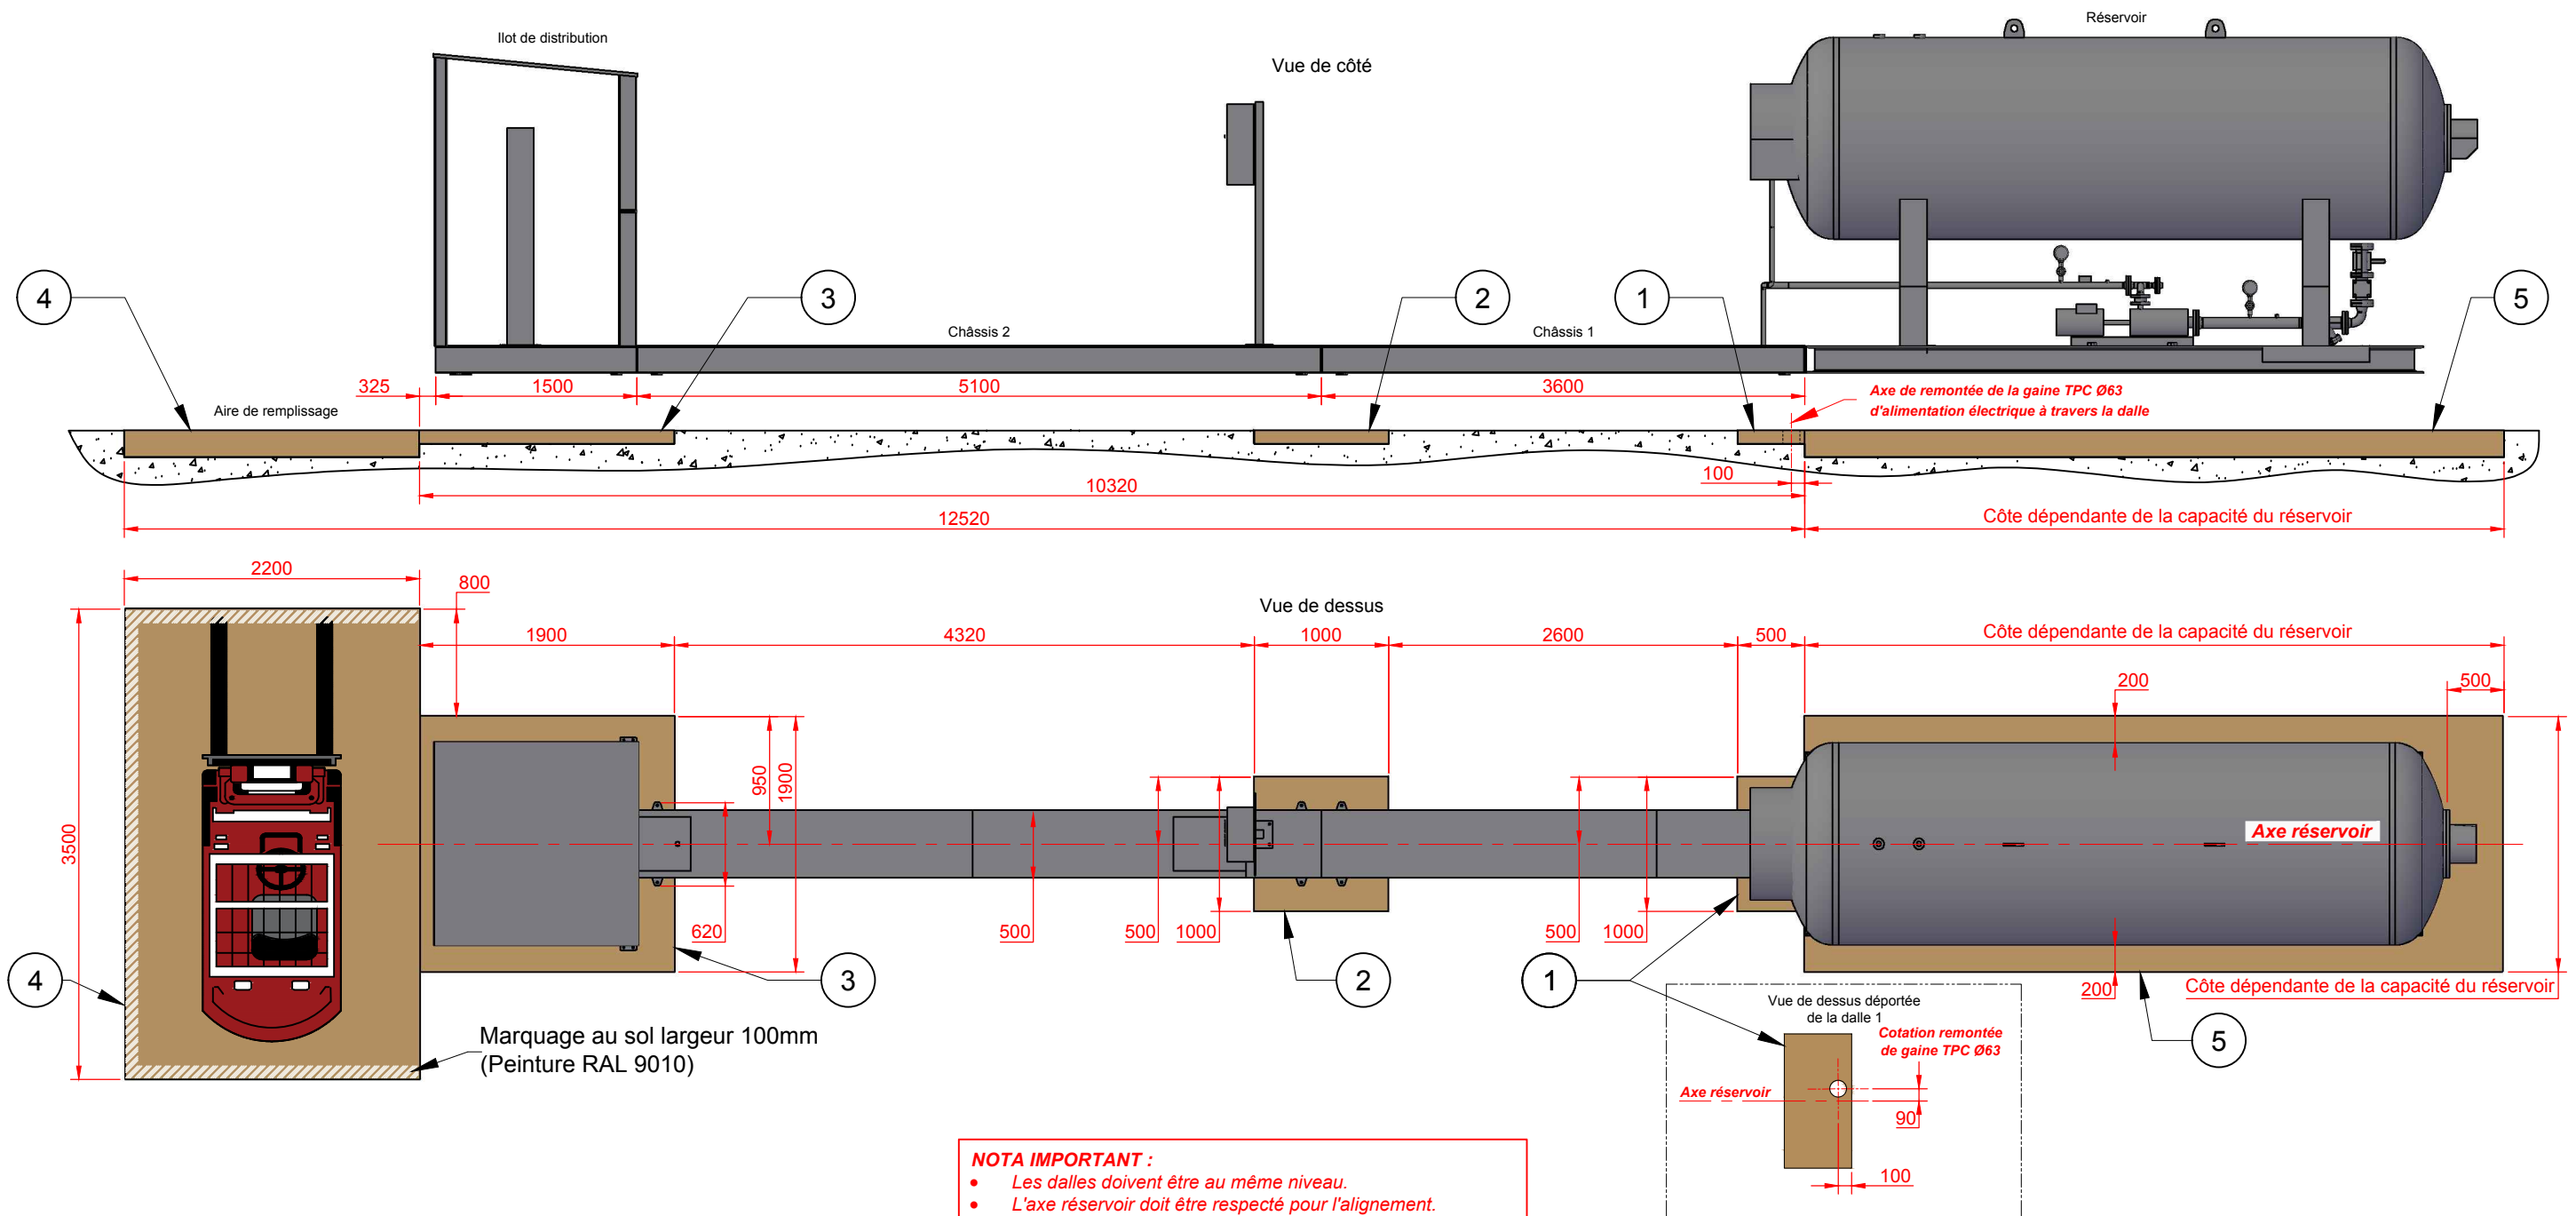 Ilot de distribution
Vue de côté
Réservoir
4
3
2
1
5
Châssis 2
Châssis 1
325
1500
5100
3600
Aire de remplissage
Axe de remontée de la gaine TPC Ø63
d'alimentation électrique à travers la dalle
10320
100
12520
Côte dépendante de la capacité du réservoir
2200
800
Vue de dessus
1900
4320
1000
2600
500
Côte dépendante de la capacité du réservoir
200
500
3500
950
1900
Axe réservoir
620
500
500
1000
500
1000
200
Côte dépendante de la capacité du réservoir
4
3
2
1
5
Marquage au sol largeur 100mm
(Peinture RAL 9010)
Vue de dessus déportée
de la dalle 1
Cotation remontée
de gaine TPC Ø63
Axe réservoir
90
100
NOTA IMPORTANT :
• Les dalles doivent être au même niveau.
• L'axe réservoir doit être respecté pour l'alignement.